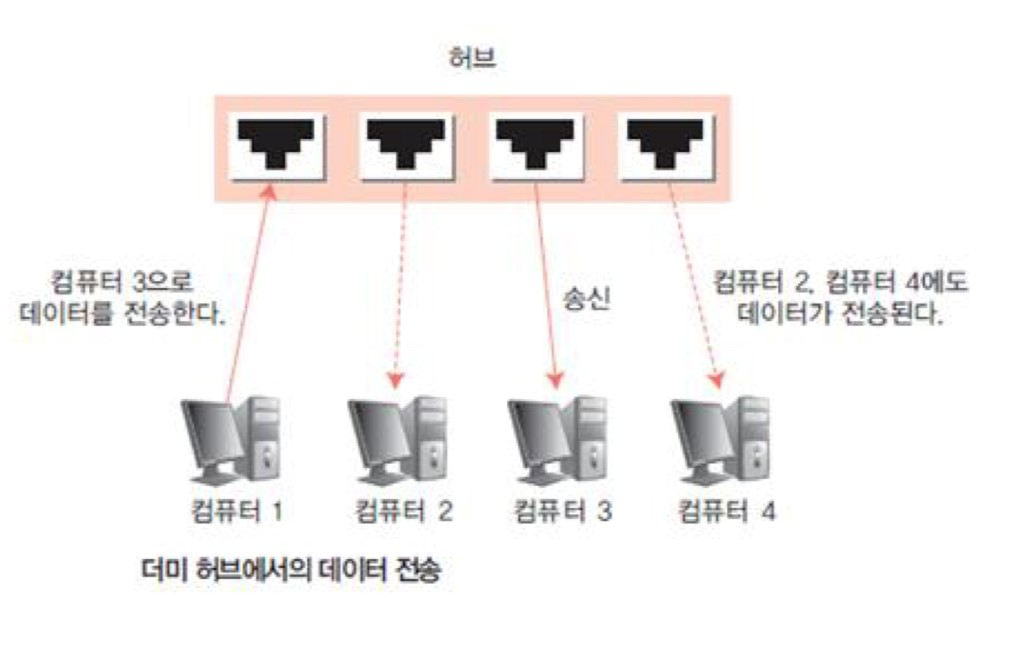 허브
컴퓨터 3으로
데이터를 전송한다.
송신
컴퓨터 2, 컴퓨터 4에도
데이터가 전송된다.
컴퓨터 1
컴퓨터 2
컴퓨터 3
컴퓨터 4
더미 허브에서의 데이터 전송